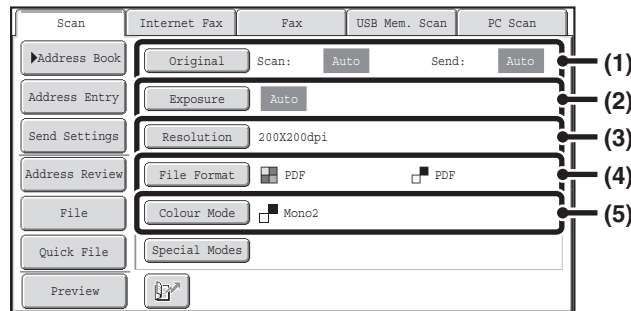 Scan Internet Fax Fax USB Mem. Scan PC Scan
Address Book Original Scan: Auto Send: Auto (1)
Address Entry Exposure Auto (2)
Send Settings Resolution 200X200dpi (3)
Address Review File Format PDF PDF (4)
File Colour Mode Mono2 (5)
Quick File Special Modes
Preview